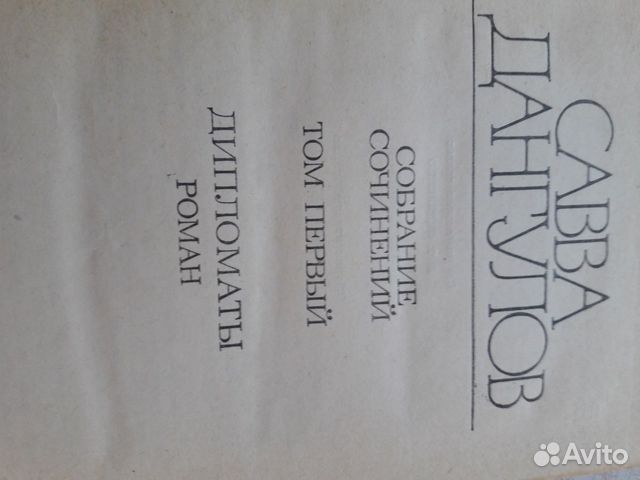 САВВА
ДАНГУЛОВ
СОБРАНИЕ
СОЧИНЕНИЙ
ТОМ ПЕРВЫЙ
ДИПЛОМАТЫ
РОМАН
Avito